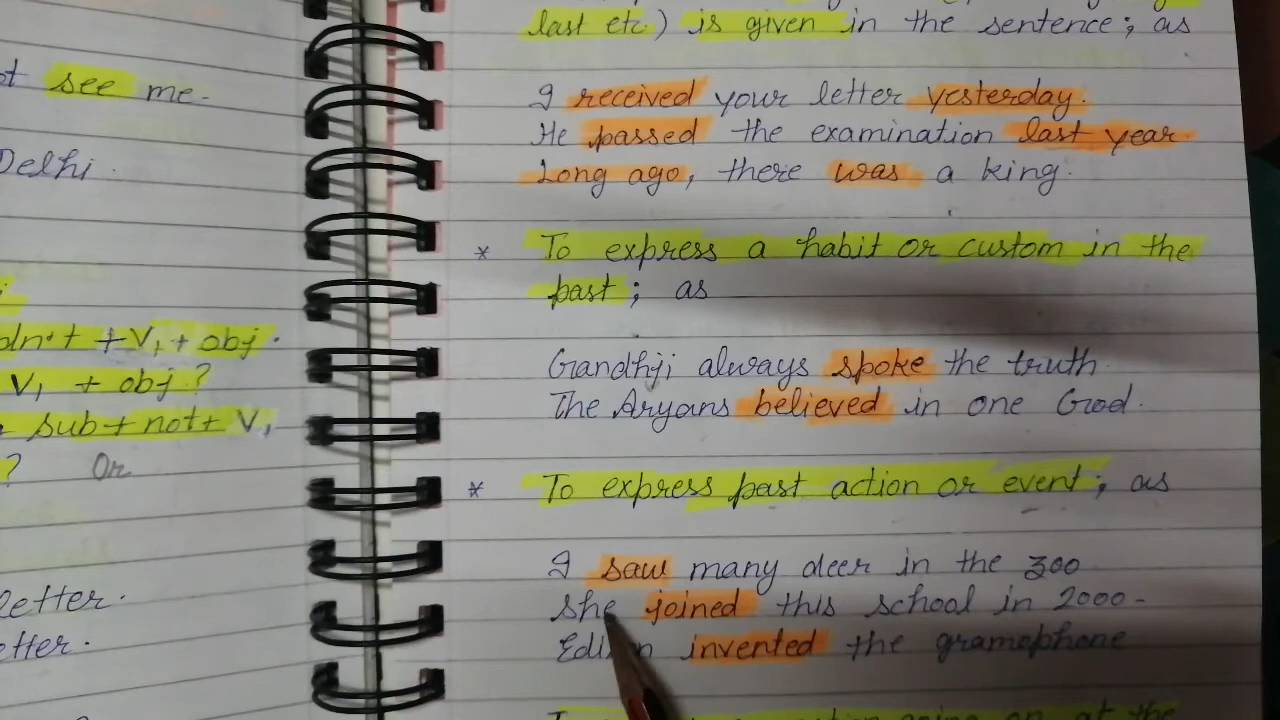 see me.
Delhi.
+ V₁ + obj.
V₁ + obj ?
sub + not + V₁
? Or
letter.
last etc.) is given in the sentence; as
I received your letter yesterday.
He passed the examination last year.
Long ago, there was a king.
* To express a habit or custom in the
past; as
Gandhiji always spoke the truth.
The Aryans believed in one God.
* To express past action or event; as
I saw many deer in the zoo
She joined this school in 2000-
invented the gramophone